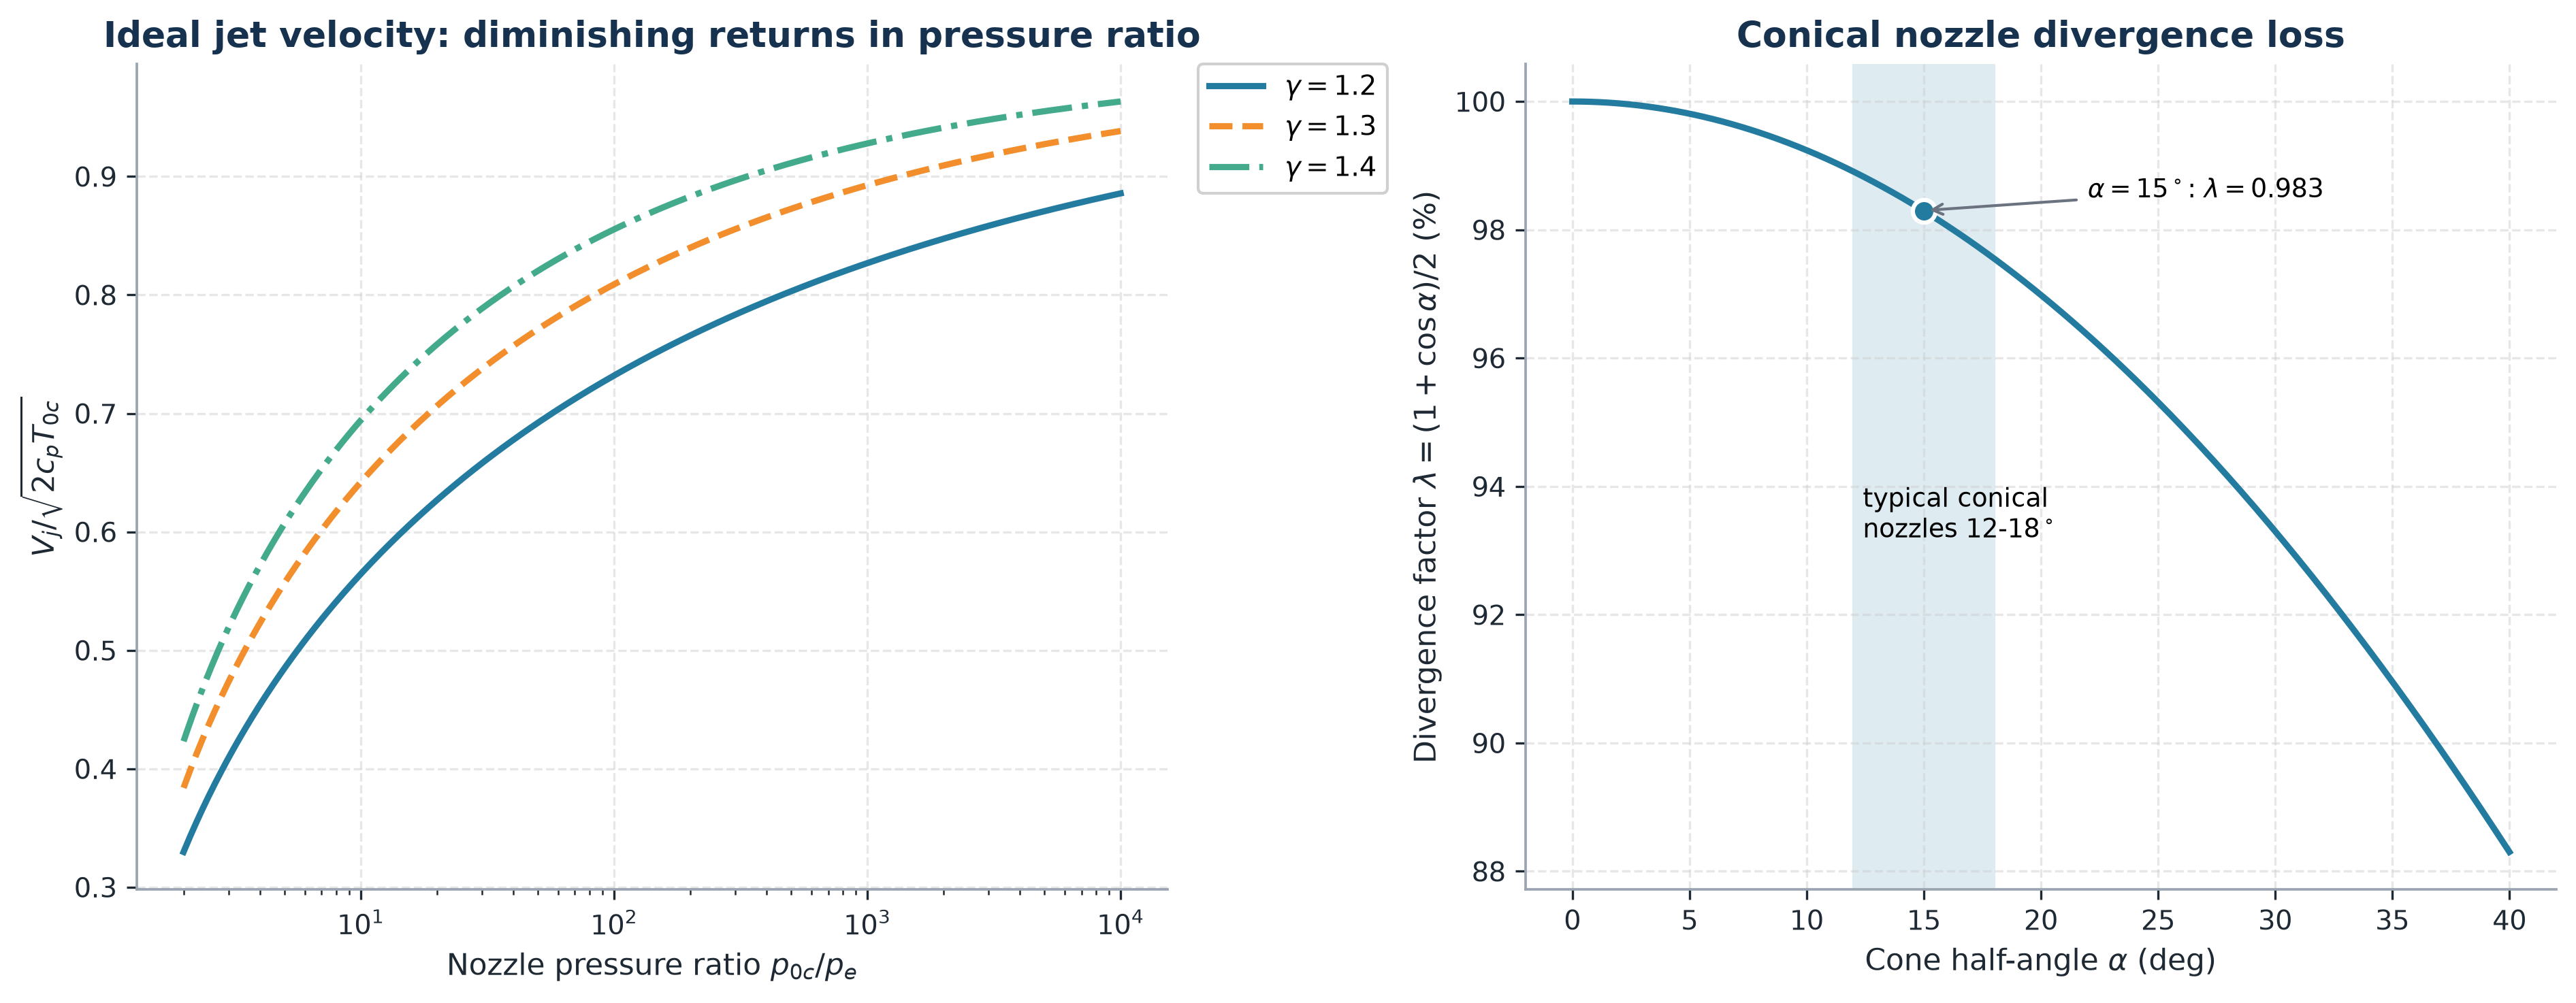 Ideal jet velocity: diminishing returns in pressure ratio
V_j/√(2c_pT_{0c})
0.9
0.8
0.7
0.6
0.5
0.4
0.3
10^1
10^2
10^3
10^4
Nozzle pressure ratio p_{0c}/p_e
γ = 1.2
γ = 1.3
γ = 1.4
Conical nozzle divergence loss
Divergence factor λ = (1 + cos α)/2 (%)
100
98
96
94
92
90
88
α = 15°: λ = 0.983
typical conical
nozzles 12-18°
0
5
10
15
20
25
30
35
40
Cone half-angle α (deg)